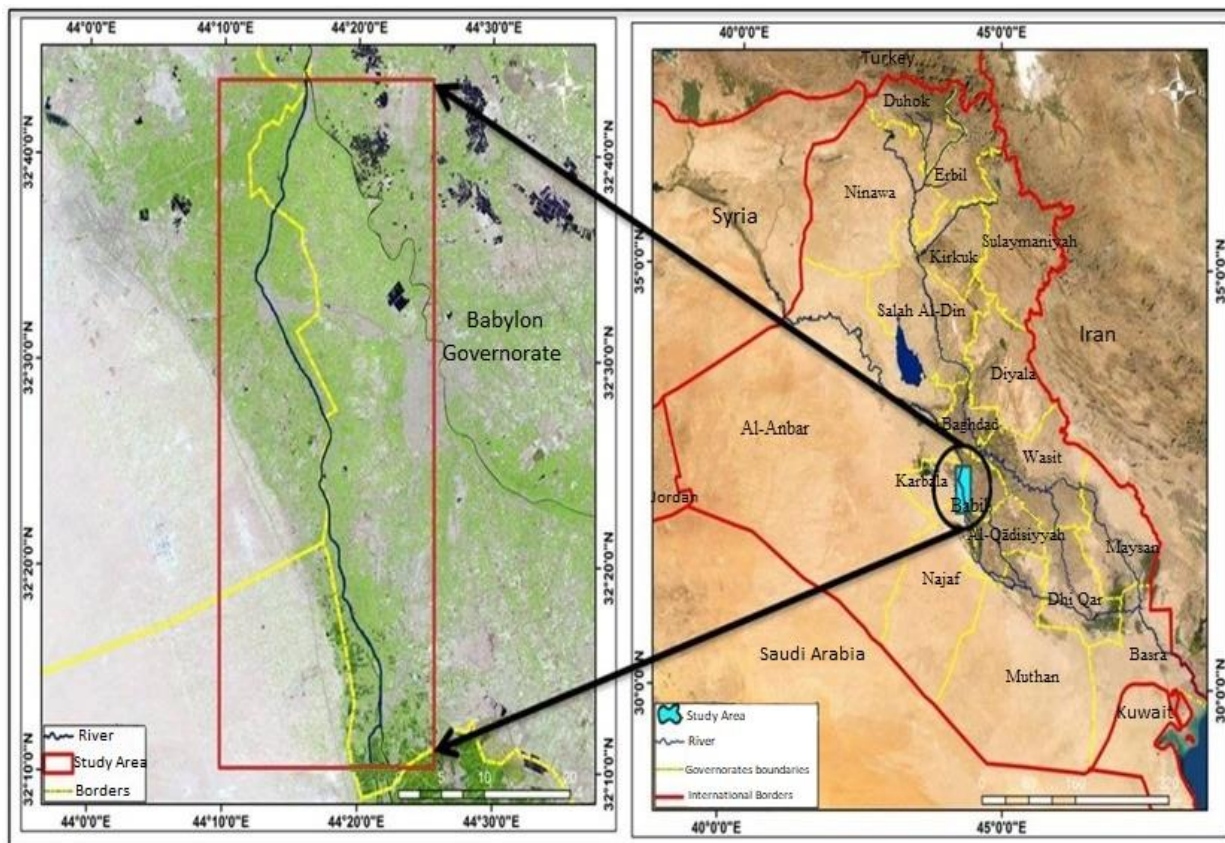 44°0'0"E
44°10'0"E
44°20'0"E
44°30'0"E
32°40'0"N
32°30'0"N
32°20'0"N
32°10'0"N
32°40'0"N
32°30'0"N
32°20'0"N
32°10'0"N
Babylon
Governorate
River
Study Area
Borders
5
10
20
44°0'0"E
44°10'0"E
44°20'0"E
44°30'0"E
40°0'0"E
45°0'0"E
35°0'0"N
30°0'0"N
35°0'0"N
30°0'0"N
Turkey
Duhok
Erbil
Ninawa
Syria
Sulaymaniyah
Kirkuk
Salah Al-Din
Iran
Diyala
Al-Anbar
Baghdad
Wasit
Karbala
Jordan
Babil
Al-Qādisiyyah
Maysan
Najaf
Dhi Qar
Saudi Arabia
Basra
Muthan
Kuwait
Study Area
River
Governorates boundaries
International Borders
40°0'0"E
45°0'0"E